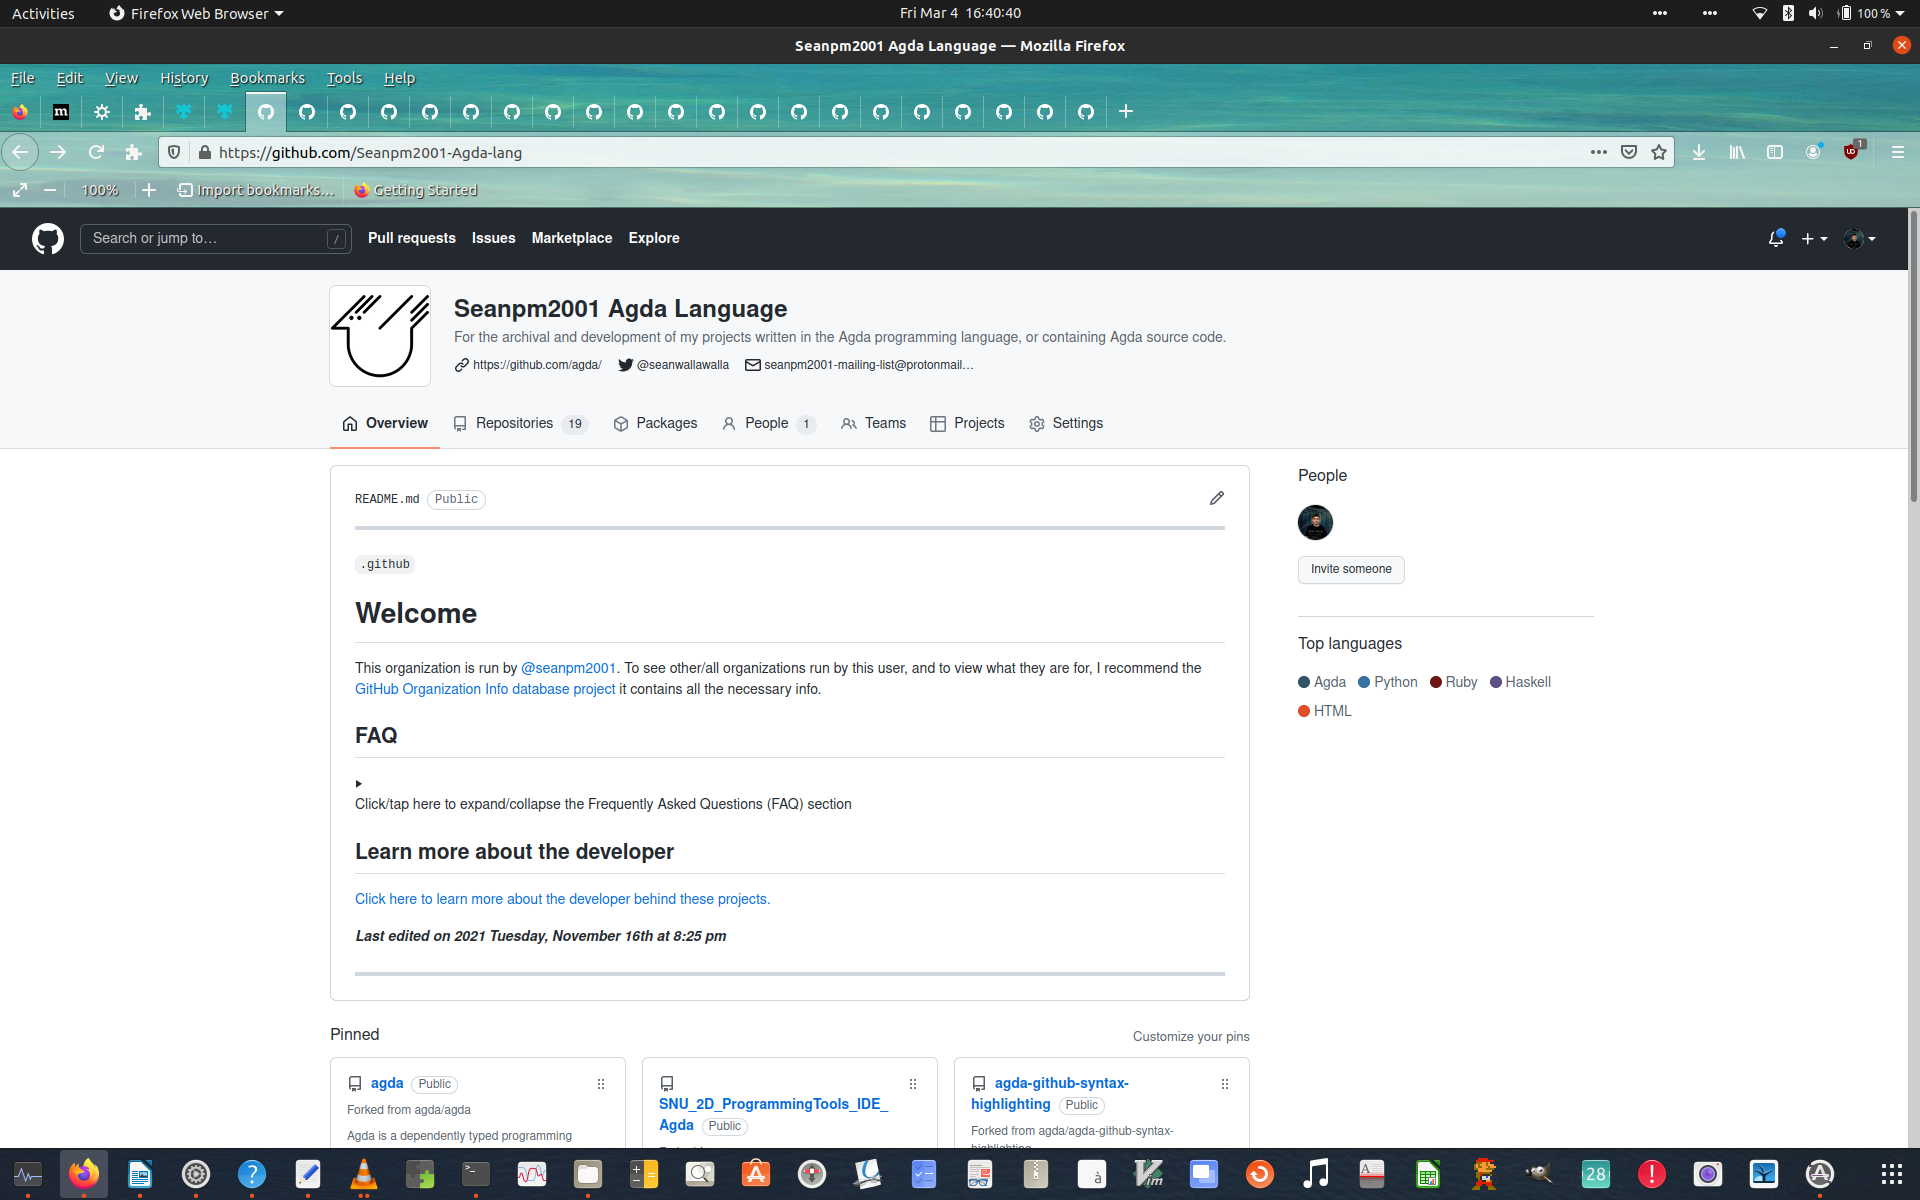 Activities
Firefox Web Browser
Fri Mar 4 16:40:40
100 %
Seanpm2001 Agda Language — Mozilla Firefox
File Edit View History Bookmarks Tools Help
m
https://github.com/Seanpm2001-Agda-lang
1
100%
Import bookmarks...
Getting Started
Search or jump to...
/
Pull requests Issues Marketplace Explore
Seanpm2001 Agda Language
For the archival and development of my projects written in the Agda programming language, or containing Agda source code.
https://github.com/agda/ @seanwallawalla seanpm2001-mailing-list@protonmail...
Overview Repositories 19 Packages People 1 Teams Projects Settings
README.md Public
.github
Welcome
This organization is run by @seanpm2001. To see other/all organizations run by this user, and to view what they are for, I recommend the
GitHub Organization Info database project it contains all the necessary info.
FAQ
Click/tap here to expand/collapse the Frequently Asked Questions (FAQ) section
Learn more about the developer
Click here to learn more about the developer behind these projects.
Last edited on 2021 Tuesday, November 16th at 8:25 pm
People
Invite someone
Top languages
Agda Python Ruby Haskell
HTML
Pinned
Customize your pins
agda Public
Forked from agda/agda
Agda is a dependently typed programming
SNU_2D_ProgrammingTools_IDE_
Agda Public
agda-github-syntax-
highlighting Public
Forked from agda/agda-github-syntax-
highlighting
28